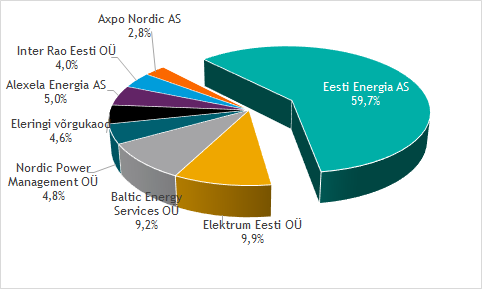 Axpo Nordic AS
2,8%
Inter Rao Eesti OÜ
4,0%
Alexela Energia AS
5,0%
Eleringi võrgukaod
4,6%
Nordic Power
Management OÜ
4,8%
Baltic Energy
Services OÜ
9,2%
Elektrum Eesti OÜ
9,9%
Eesti Energia AS
59,7%